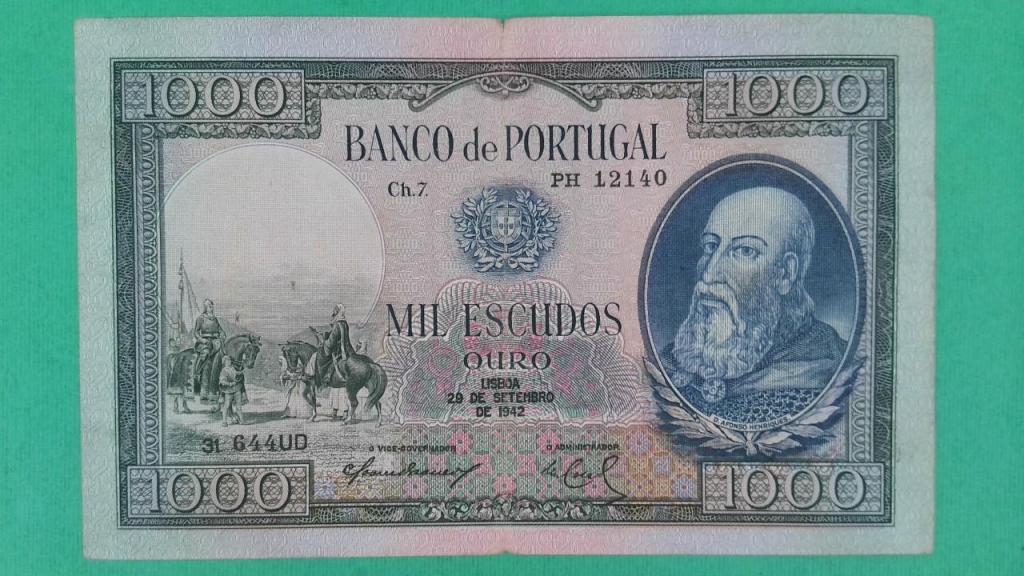 1000 1000
BANCO de PORTUGAL
Ch. 7. PH 12140
MIL ESCUDOS
OURO
LISBOA
29 DE SETEMBRO
DE 1942
D. AFONSO HENRIQUES
31 644UD
O VICE-GOVERNADOR O ADMINISTRADOR
1000 1000